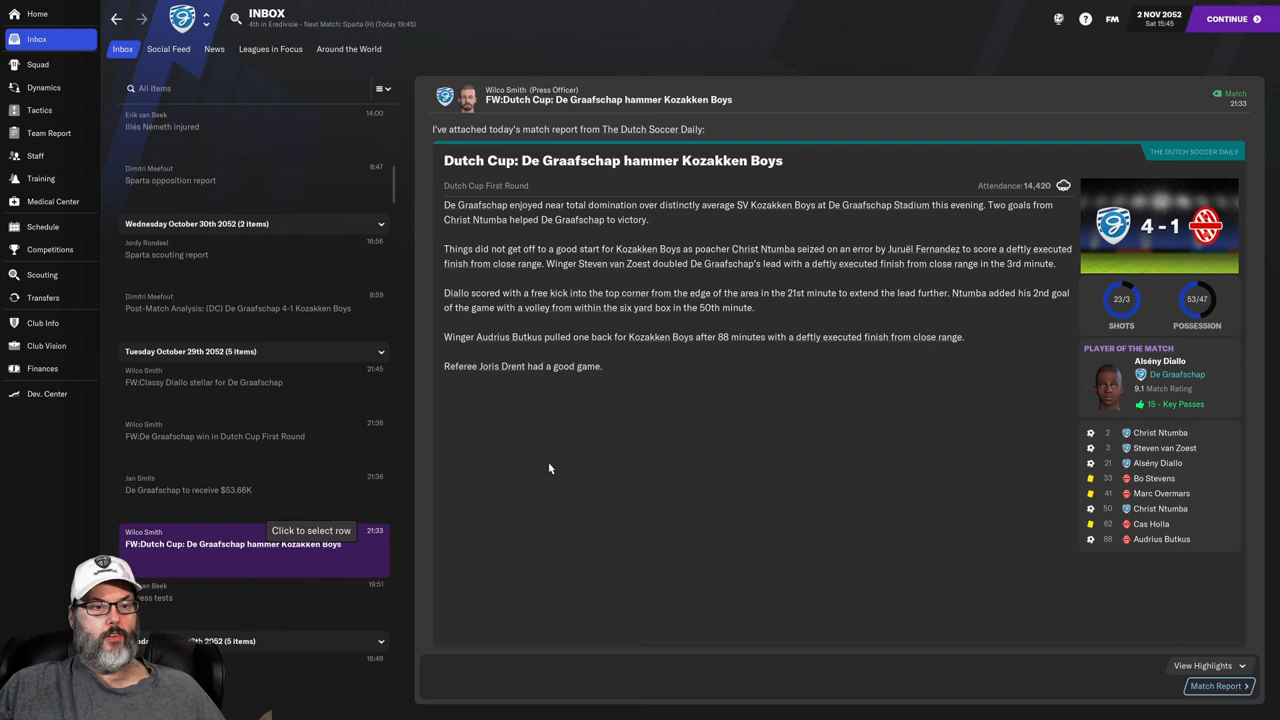 Home
Inbox
Squad
Dynamics
Tactics
Team Report
Staff
Training
Medical Center
Schedule
Competitions
Scouting
Transfers
Club Info
Club Vision
Finances
Dev. Center
INBOX
4th in Eredivisie - Next Match: Sparta (H) (Today 19:45)
FM
2 NOV 2052
Sat 15:45
CONTINUE
Inbox
Social Feed
News
Leagues in Focus
Around the World
All Items
Erik van Beek
14:00
Illés Németh injured
Dimitri Meefout
8:47
Sparta opposition report
Wednesday October 30th 2052 (2 items)
Jordy Rondeel
16:56
Sparta scouting report
Dimitri Meefout
8:59
Post-Match Analysis: (DC) De Graafschap 4-1 Kozakken Boys
Tuesday October 29th 2052 (5 items)
Wilco Smith
21:45
FW:Classy Diallo stellar for De Graafschap
Wilco Smith
21:36
FW:De Graafschap win in Dutch Cup First Round
Jan Smits
21:36
De Graafschap to receive $53.66K
Wilco Smith
21:33
Click to select row
FW:Dutch Cup: De Graafschap hammer Kozakken Boys
van Beek
19:51
ess tests
2052 (5 items)
16:49
Wilco Smith (Press Officer)
FW:Dutch Cup: De Graafschap hammer Kozakken Boys
Match
21:33
I've attached today's match report from The Dutch Soccer Daily:
THE DUTCH SOCCER DAILY
Dutch Cup: De Graafschap hammer Kozakken Boys
Dutch Cup First Round
Attendance: 14,420
De Graafschap enjoyed near total domination over distinctly average SV Kozakken Boys at De Graafschap Stadium this evening. Two goals from
Christ Ntumba helped De Graafschap to victory.
Things did not get off to a good start for Kozakken Boys as poacher Christ Ntumba seized on an error by Juruël Fernandez to score a deftly executed
finish from close range. Winger Steven van Zoest doubled De Graafschap's lead with a deftly executed finish from close range in the 3rd minute.
Diallo scored with a free kick into the top corner from the edge of the area in the 21st minute to extend the lead further. Ntumba added his 2nd goal
of the game with a volley from within the six yard box in the 50th minute.
Winger Audrius Butkus pulled one back for Kozakken Boys after 88 minutes with a deftly executed finish from close range.
Referee Joris Drent had a good game.
4 - 1
23/3
SHOTS
53/47
POSSESSION
PLAYER OF THE MATCH
Alsény Diallo
De Graafschap
9.1 Match Rating
15 - Key Passes
2 Christ Ntumba
3 Steven van Zoest
21 Alsény Diallo
33 Bo Stevens
41 Marc Overmars
50 Christ Ntumba
62 Cas Holla
88 Audrius Butkus
View Highlights
Match Report